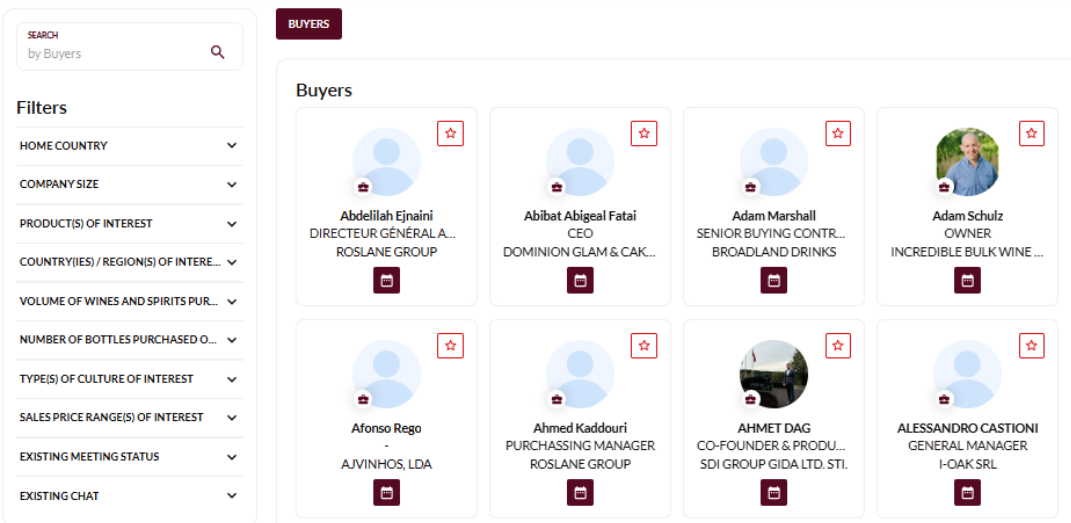 SEARCH
by Buyers
Filters
HOME COUNTRY
COMPANY SIZE
PRODUCT(S) OF INTEREST
COUNTRY(IES) / REGION(S) OF INTERE...
VOLUME OF WINES AND SPIRITS PUR...
NUMBER OF BOTTLES PURCHASED O...
TYPE(S) OF CULTURE OF INTEREST
SALES PRICE RANGE(S) OF INTEREST
EXISTING MEETING STATUS
EXISTING CHAT
BUYERS
Buyers
Abdelilah Ejnaini
DIRECTEUR GÉNÉRAL A...
ROSLANE GROUP
Abibat Abigeal Fatai
CEO
DOMINION GLAM & CAK...
Adam Marshall
SENIOR BUYING CONTR...
BROADLAND DRINKS
Adam Schulz
OWNER
INCREDIBLE BULK WINE ...
Afonso Rego
-
AJVINHOS, LDA
Ahmed Kaddouri
PURCHASSING MANAGER
ROSLANE GROUP
AHMET DAG
CO-FOUNDER & PRODU...
SDI GROUP GIDA LTD. STI.
ALESSANDRO CASTIONI
GENERAL MANAGER
I-OAK SRL